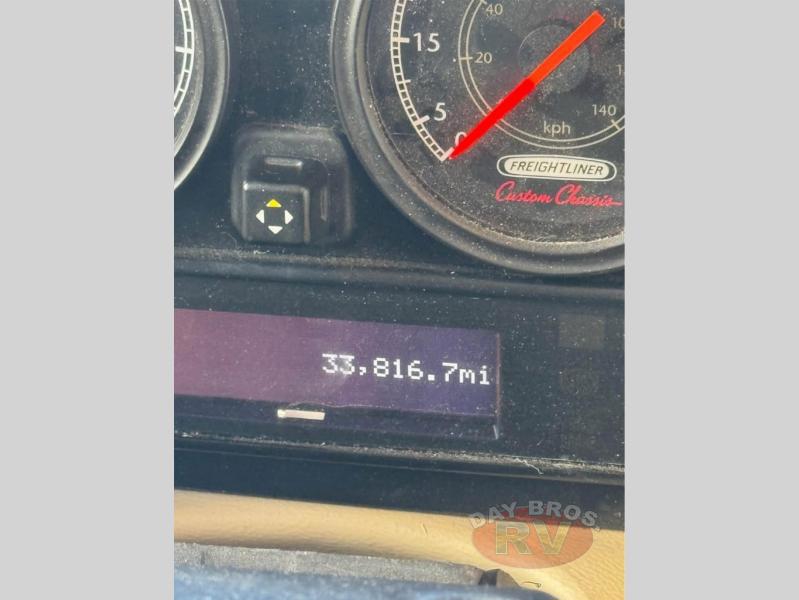 40
15
20
5
0
140
kph
FREIGHTLINER
Custom Chassis
33,816.7mi
DAY BROS.
RV